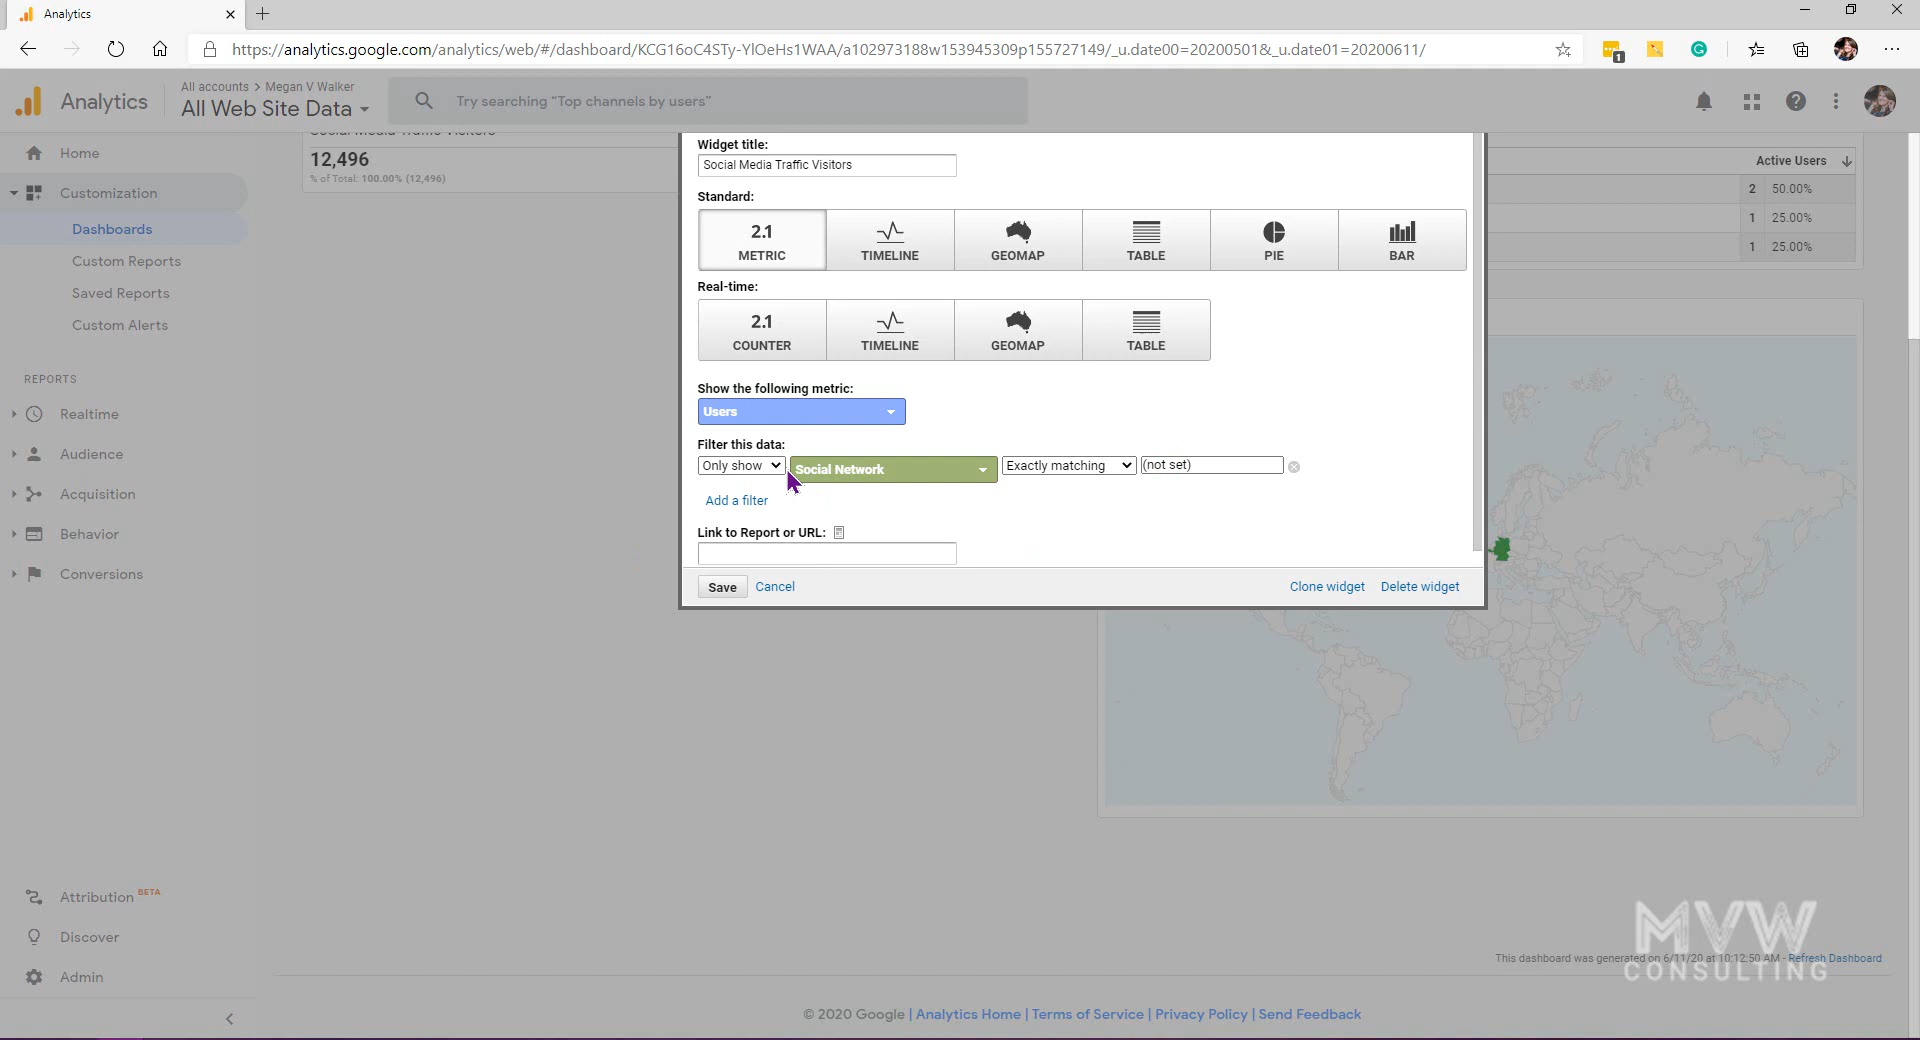 Analytics
https://analytics.google.com/analytics/web/#/dashboard/KCG16oC4STy-YlOeHs1WAA/a102973188w153945309p155727149/_u.date00=20200501&_u.date01=20200611/
1
Analytics
All accounts > Megan V Walker
All Web Site Data
Try searching "Top channels by users"
Home
Customization
Dashboards
Custom Reports
Saved Reports
Custom Alerts
REPORTS
Realtime
Audience
Acquisition
Behavior
Conversions
Attribution BETA
Discover
Admin
Social Media Traffic Visitors
12,496
% of Total: 100.00% (12,496)
Widget title:
Social Media Traffic Visitors
Standard:
2.1
METRIC
TIMELINE
GEOMAP
TABLE
PIE
BAR
Real-time:
2.1
COUNTER
TIMELINE
GEOMAP
TABLE
Show the following metric:
Users
Filter this data:
Only show
Social Network
Exactly matching
(not set)
Add a filter
Link to Report or URL:
Save
Cancel
Clone widget
Delete widget
Active Users
2 50.00%
1 25.00%
1 25.00%
MVW
CONSULTING
This dashboard was generated on 6/11/20 at 10:12:50 AM - Refresh Dashboard
© 2020 Google | Analytics Home | Terms of Service | Privacy Policy | Send Feedback